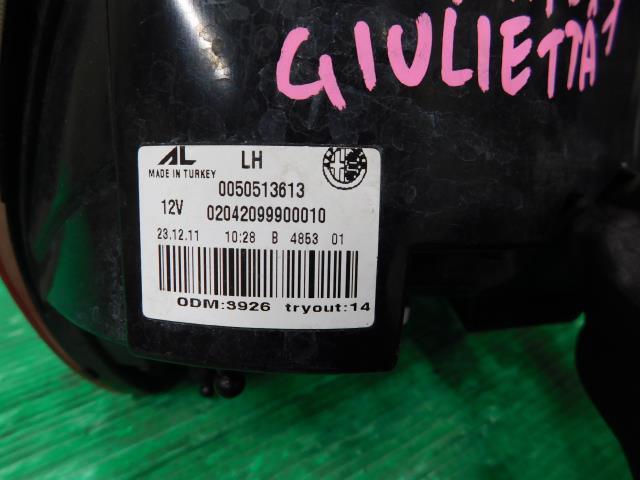 GIULIETTA
AL LH
MADE IN TURKEY
0050513613
12V 02042099900010
23.12.11 10:28 B 4853 01
ODM:3926 tryout:14